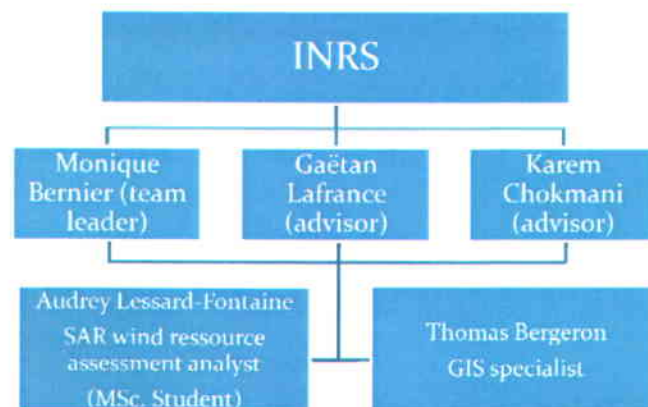 INRS
Monique
Bernier (team
leader)
Gaëtan
Lafrance
(advisor)
Karem
Chokmani
(advisor)
Audrey Lessard-Fontaine
SAR wind ressource
assessment analyst
(MSc. Student)
Thomas Bergeron
GIS specialist